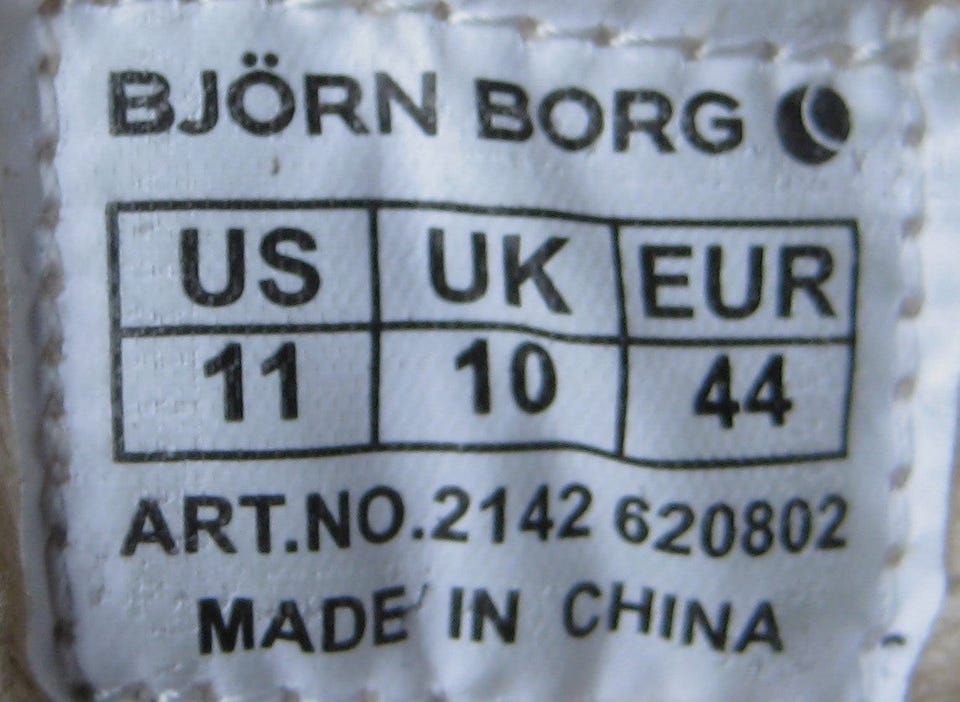 BJÖRN BORG
US UK EUR
11 10 44
ART.NO.2142 620802
MADE IN CHINA